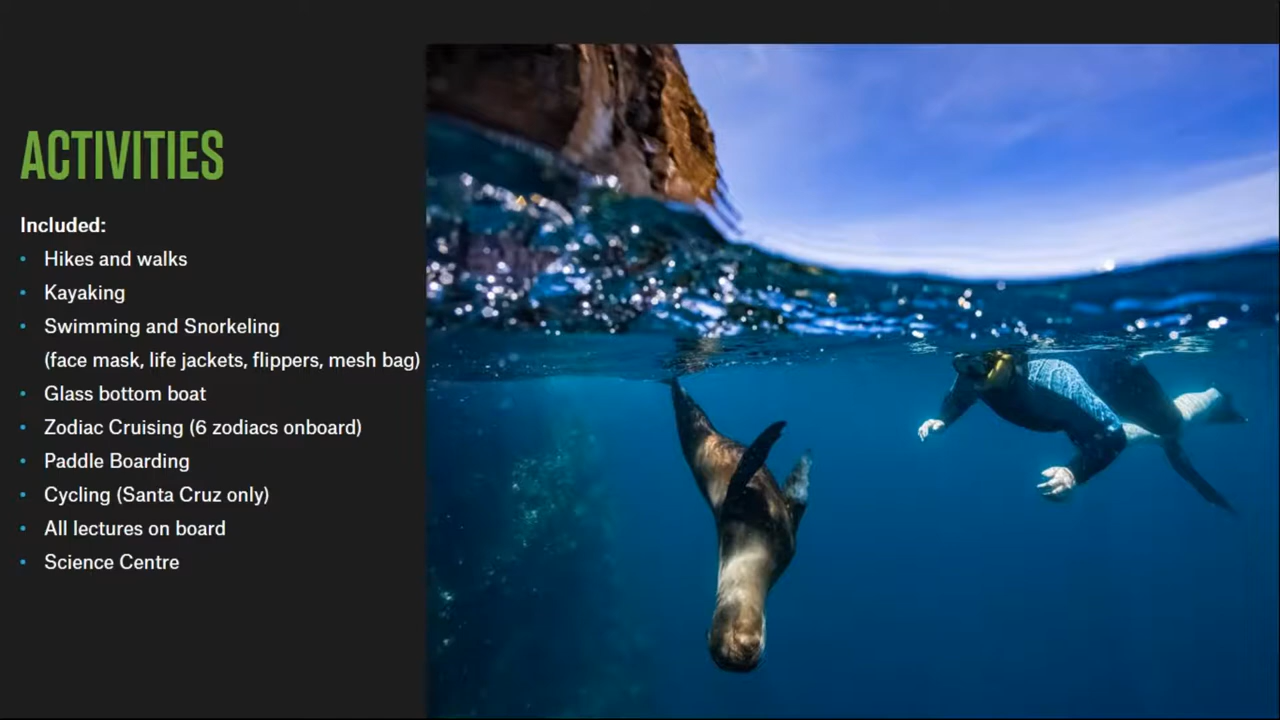 ACTIVITIES
Included:
• Hikes and walks
• Kayaking
• Swimming and Snorkeling
(face mask, life jackets, flippers, mesh bag)
• Glass bottom boat
• Zodiac Cruising (6 zodiacs onboard)
• Paddle Boarding
• Cycling (Santa Cruz only)
• All lectures on board
• Science Centre